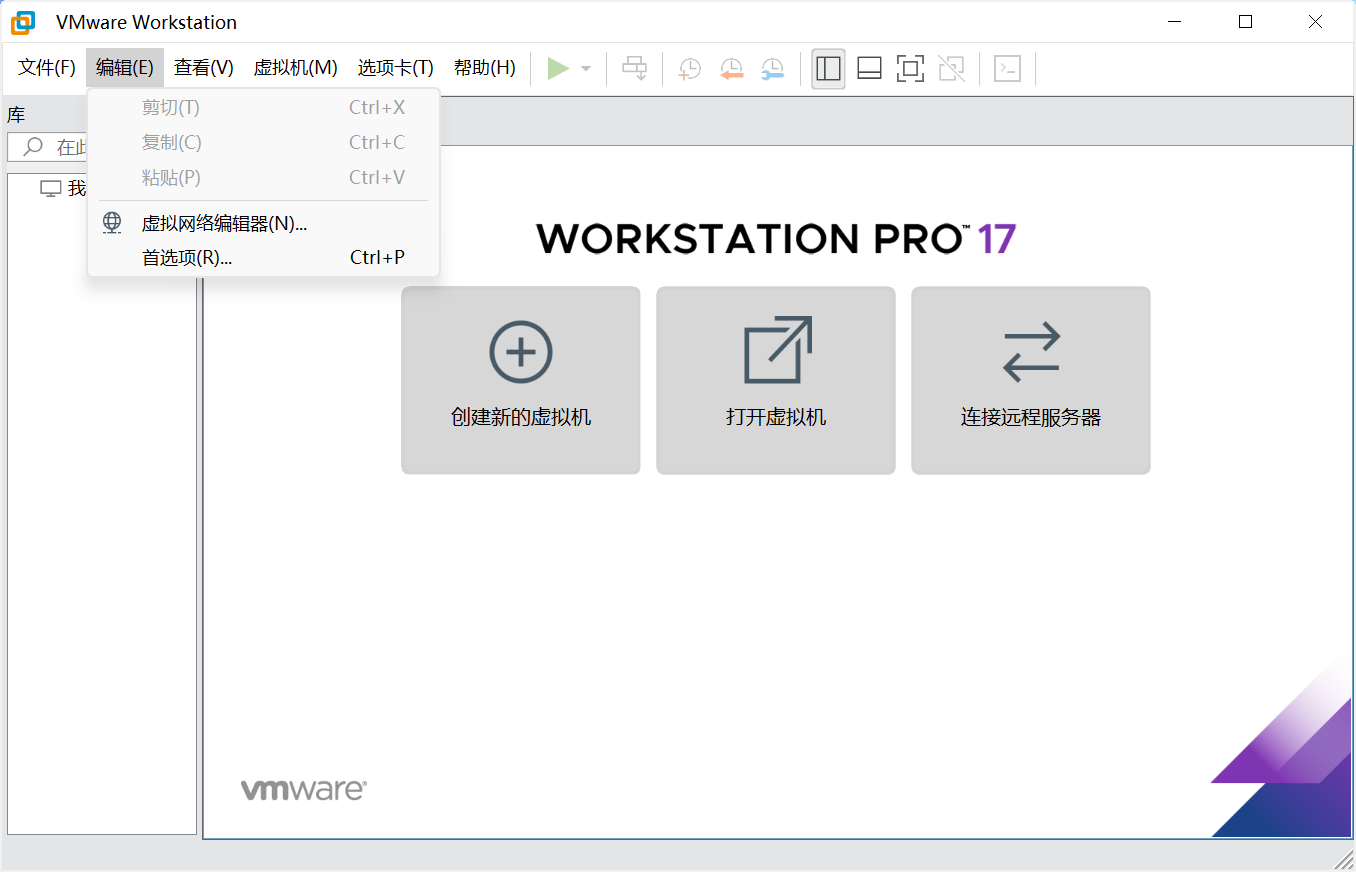 VMware Workstation
文件(F) 编辑(E) 查看(V) 虚拟机(M) 选项卡(T) 帮助(H)
库
剪切(T) Ctrl+X
复制(C) Ctrl+C
在此
粘贴(P) Ctrl+V
我
虚拟网络编辑器(N)...
首选项(R)... Ctrl+P
WORKSTATION PRO™ 17
创建新的虚拟机 打开虚拟机 连接远程服务器
vmware®